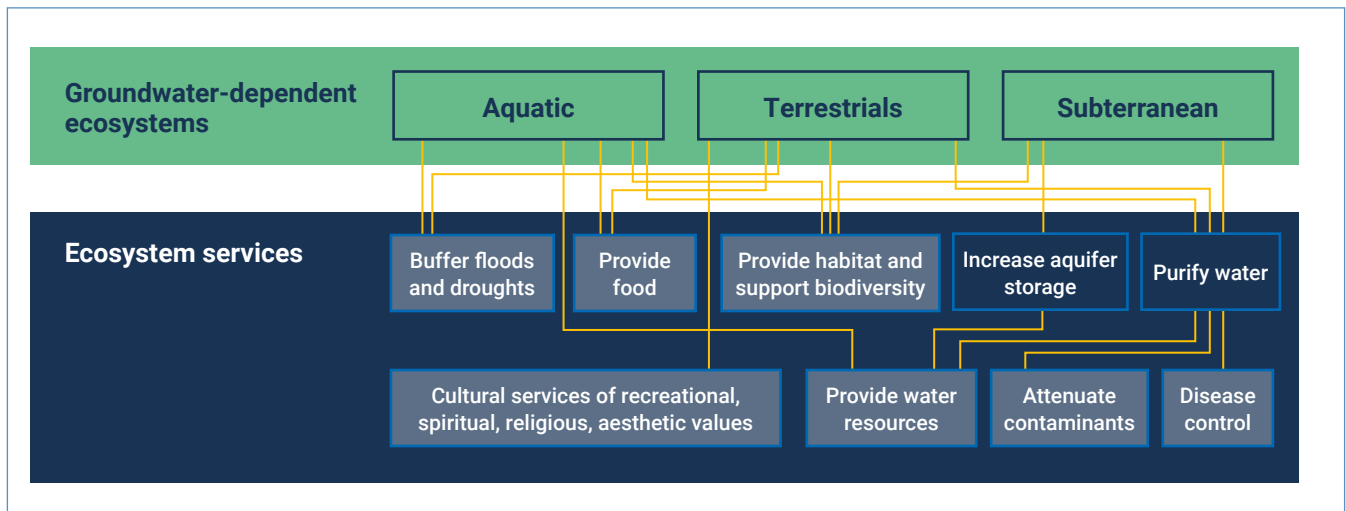 Groundwater-dependent
ecosystems
Aquatic
Terrestrials
Subterranean
Ecosystem services
Buffer floods
and droughts
Provide
food
Provide habitat and
support biodiversity
Increase aquifer
storage
Purify water
Cultural services of recreational,
spiritual, religious, aesthetic values
Provide water
resources
Attenuate
contaminants
Disease
control